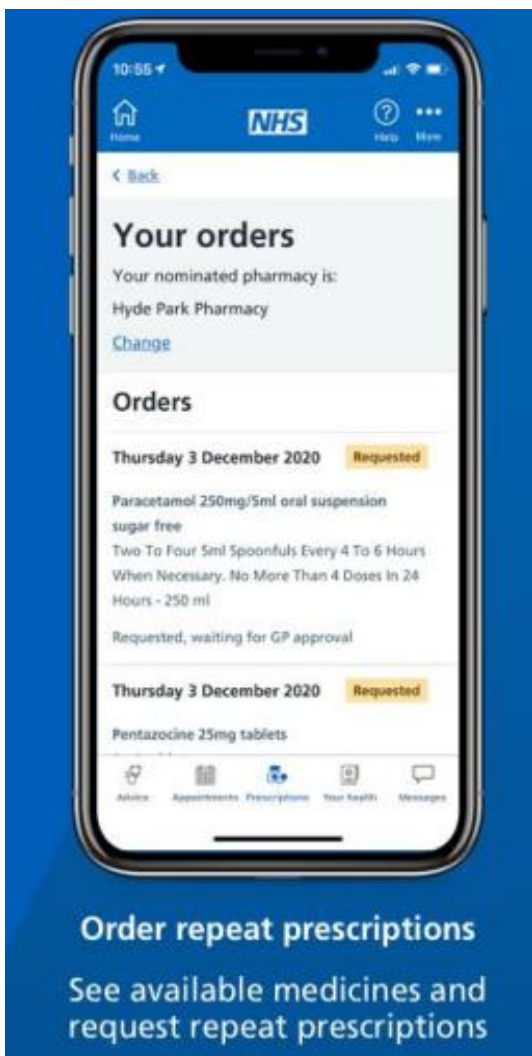 10:55
NHS
Home
Help
More
Back
Your orders
Your nominated pharmacy is:
Hyde Park Pharmacy
Change
Orders
Thursday 3 December 2020 Requested
Paracetamol 250mg/5ml oral suspension
sugar free
Two To Four 5ml Spoonfuls Every 4 To 6 Hours
When Necessary. No More Than 4 Doses In 24
Hours - 250 ml
Requested, waiting for GP approval
Thursday 3 December 2020 Requested
Pentazocine 25mg tablets
Advice Appointments Prescriptions Your health Messages
Order repeat prescriptions
See available medicines and
request repeat prescriptions